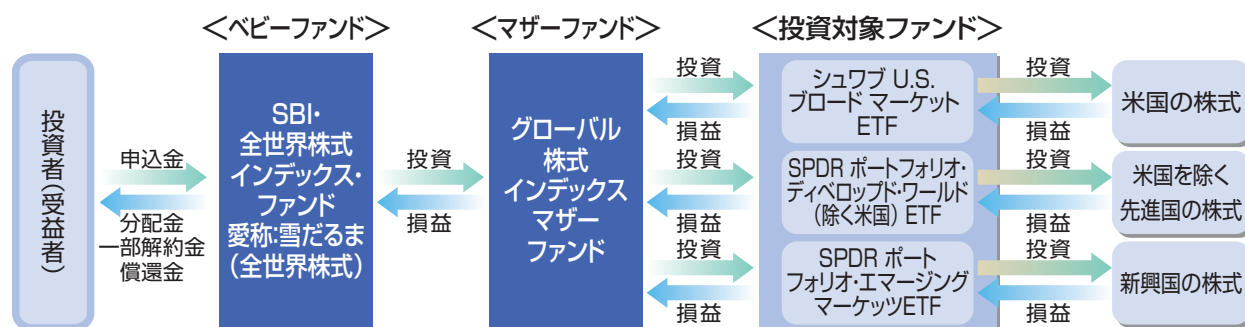 ＜ベビーファンド＞
＜マザーファンド＞
＜投資対象ファンド＞
投資者(受益者)
申込金
分配金
一部解約金
償還金
SBI・
全世界株式
インデックス・
ファンド
愛称:雪だるま
(全世界株式)
投資
損益
グローバル
株式
インデックス
マザー
ファンド
投資
損益
シュワブ U.S.
ブロード マーケット
ETF
投資
損益
米国の株式
投資
損益
SPDR ポートフォリオ・
ディベロップド・ワールド
(除く米国) ETF
投資
損益
米国を除く
先進国の株式
投資
損益
SPDR ポート
フォリオ・エマージング
マーケッツETF
投資
損益
新興国の株式